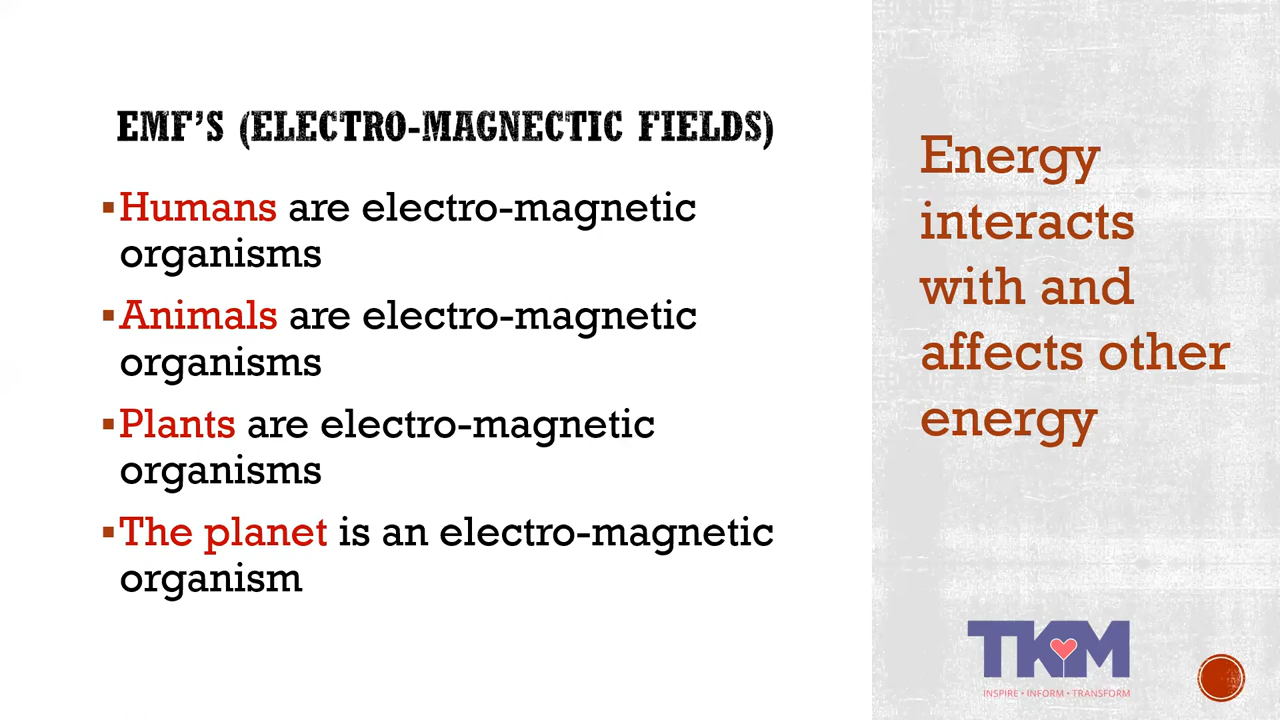 EMF'S (ELECTRO-MAGNECTIC FIELDS)
▪Humans are electro-magnetic
organisms
▪Animals are electro-magnetic
organisms
▪Plants are electro-magnetic
organisms
▪The planet is an electro-magnetic
organism
Energy
interacts
with and
affects other
energy
TKM
INSPIRE • INFORM • TRANSFORM